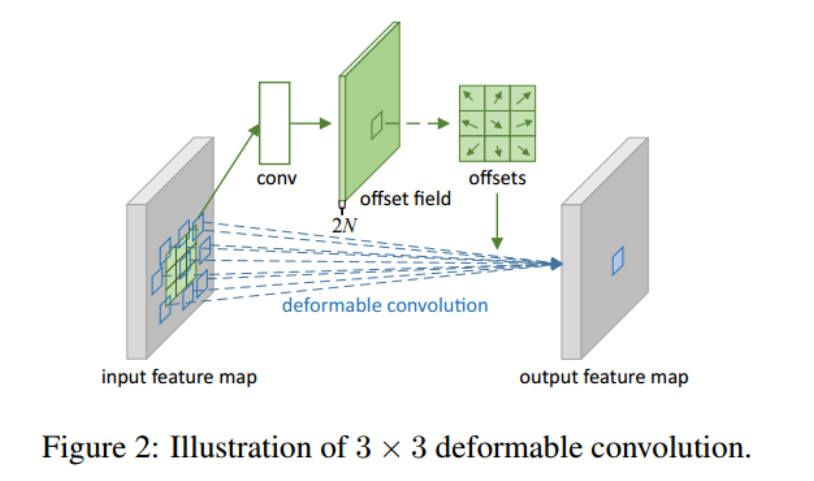 conv
offset field
offsets
2N
deformable convolution
input feature map
output feature map
Figure 2: Illustration of 3 × 3 deformable convolution.